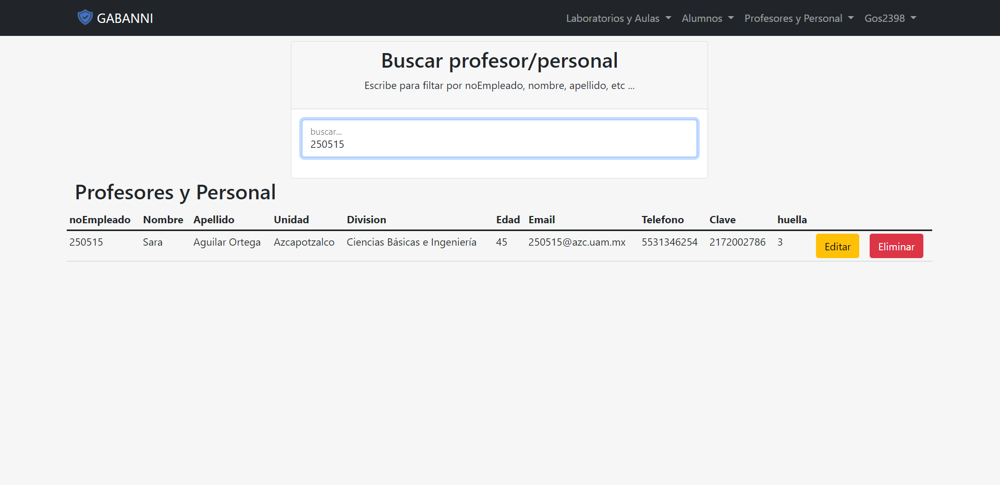 GABANNI Laboratorios y Aulas Alumnos Profesores y Personal Gos2398
Buscar profesor/personal
Escribe para filtar por noEmpleado, nombre, apellido, etc ...
buscar...
250515
Profesores y Personal
noEmpleado Nombre Apellido Unidad Division Edad Email Telefono Clave huella
250515 Sara Aguilar Ortega Azcapotzalco Ciencias Básicas e Ingeniería 45 250515@azc.uam.mx 5531346254 2172002786 3 Editar Eliminar